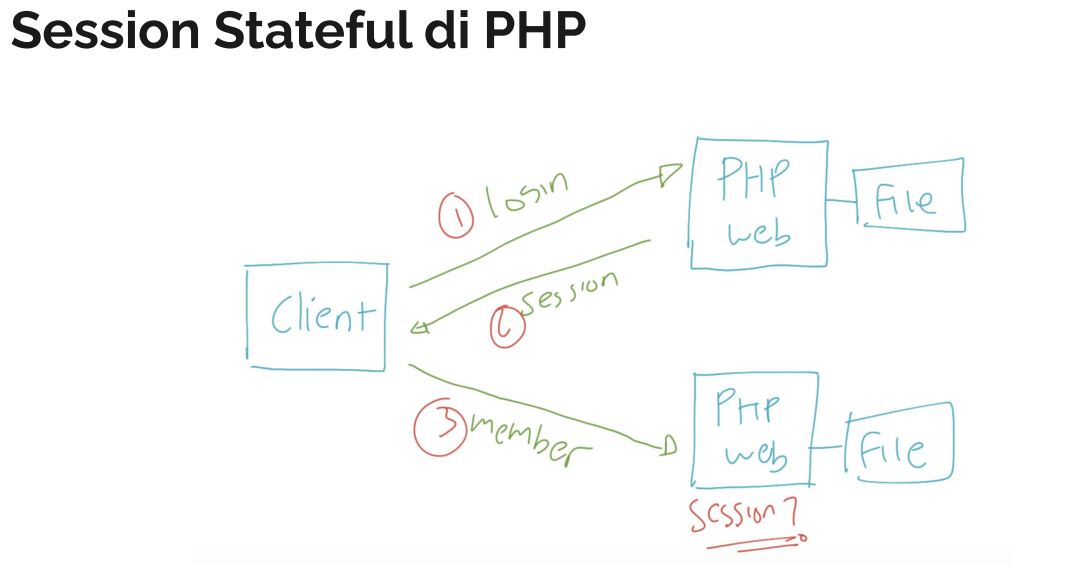 Session Stateful di PHP
① login
PHP
web
File
② session
Client
③ member
PHP
web
File
Session?